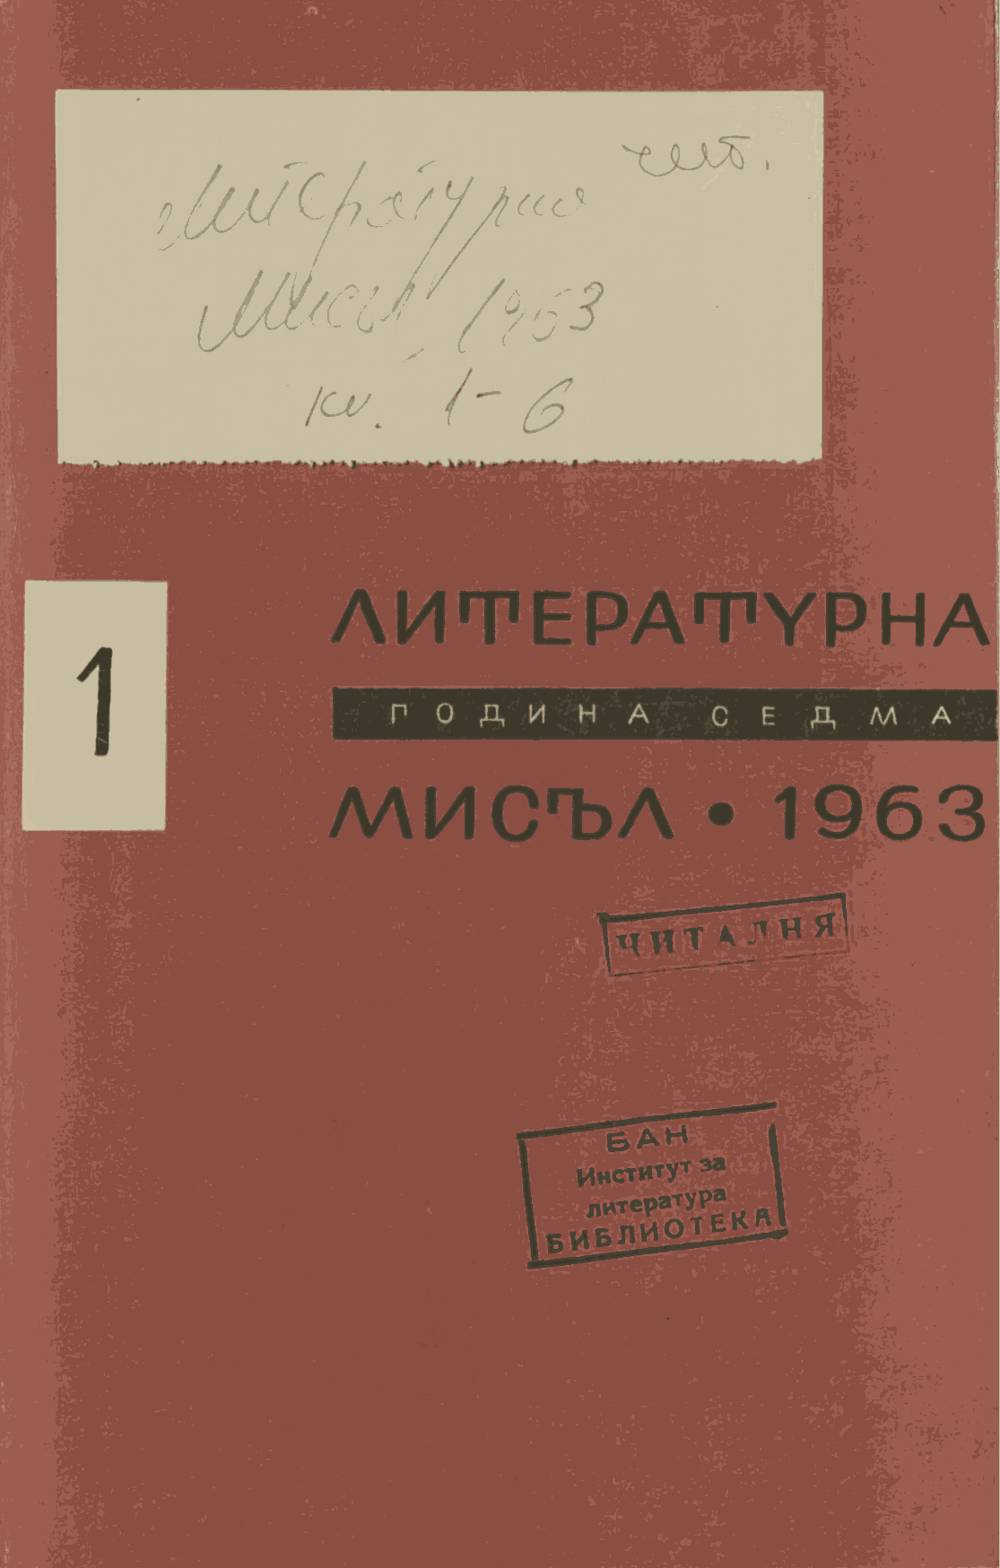 чит.
Литературна
Мисъл, 1963
кн. 1-6
1
ЛИТЕРАТУРНА
ГОДИНА СЕДМА
МИСЪЛ • 1963
ЧИТАЛНЯ
БАН
Институт за
литература
БИБЛИОТЕКА